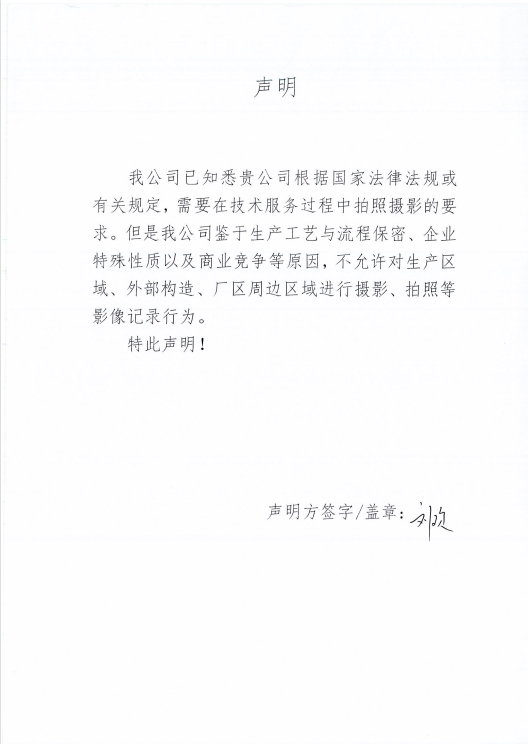 声明
我公司已知悉贵公司根据国家法律法规或
有关规定，需要在技术服务过程中拍照摄影的要
求。但是我公司鉴于生产工艺与流程保密、企业
特殊性质以及商业竞争等原因，不允许对生产区
域、外部构造、厂区周边区域进行摄影、拍照等
影像记录行为。
特此声明！
声明方签字/盖章：